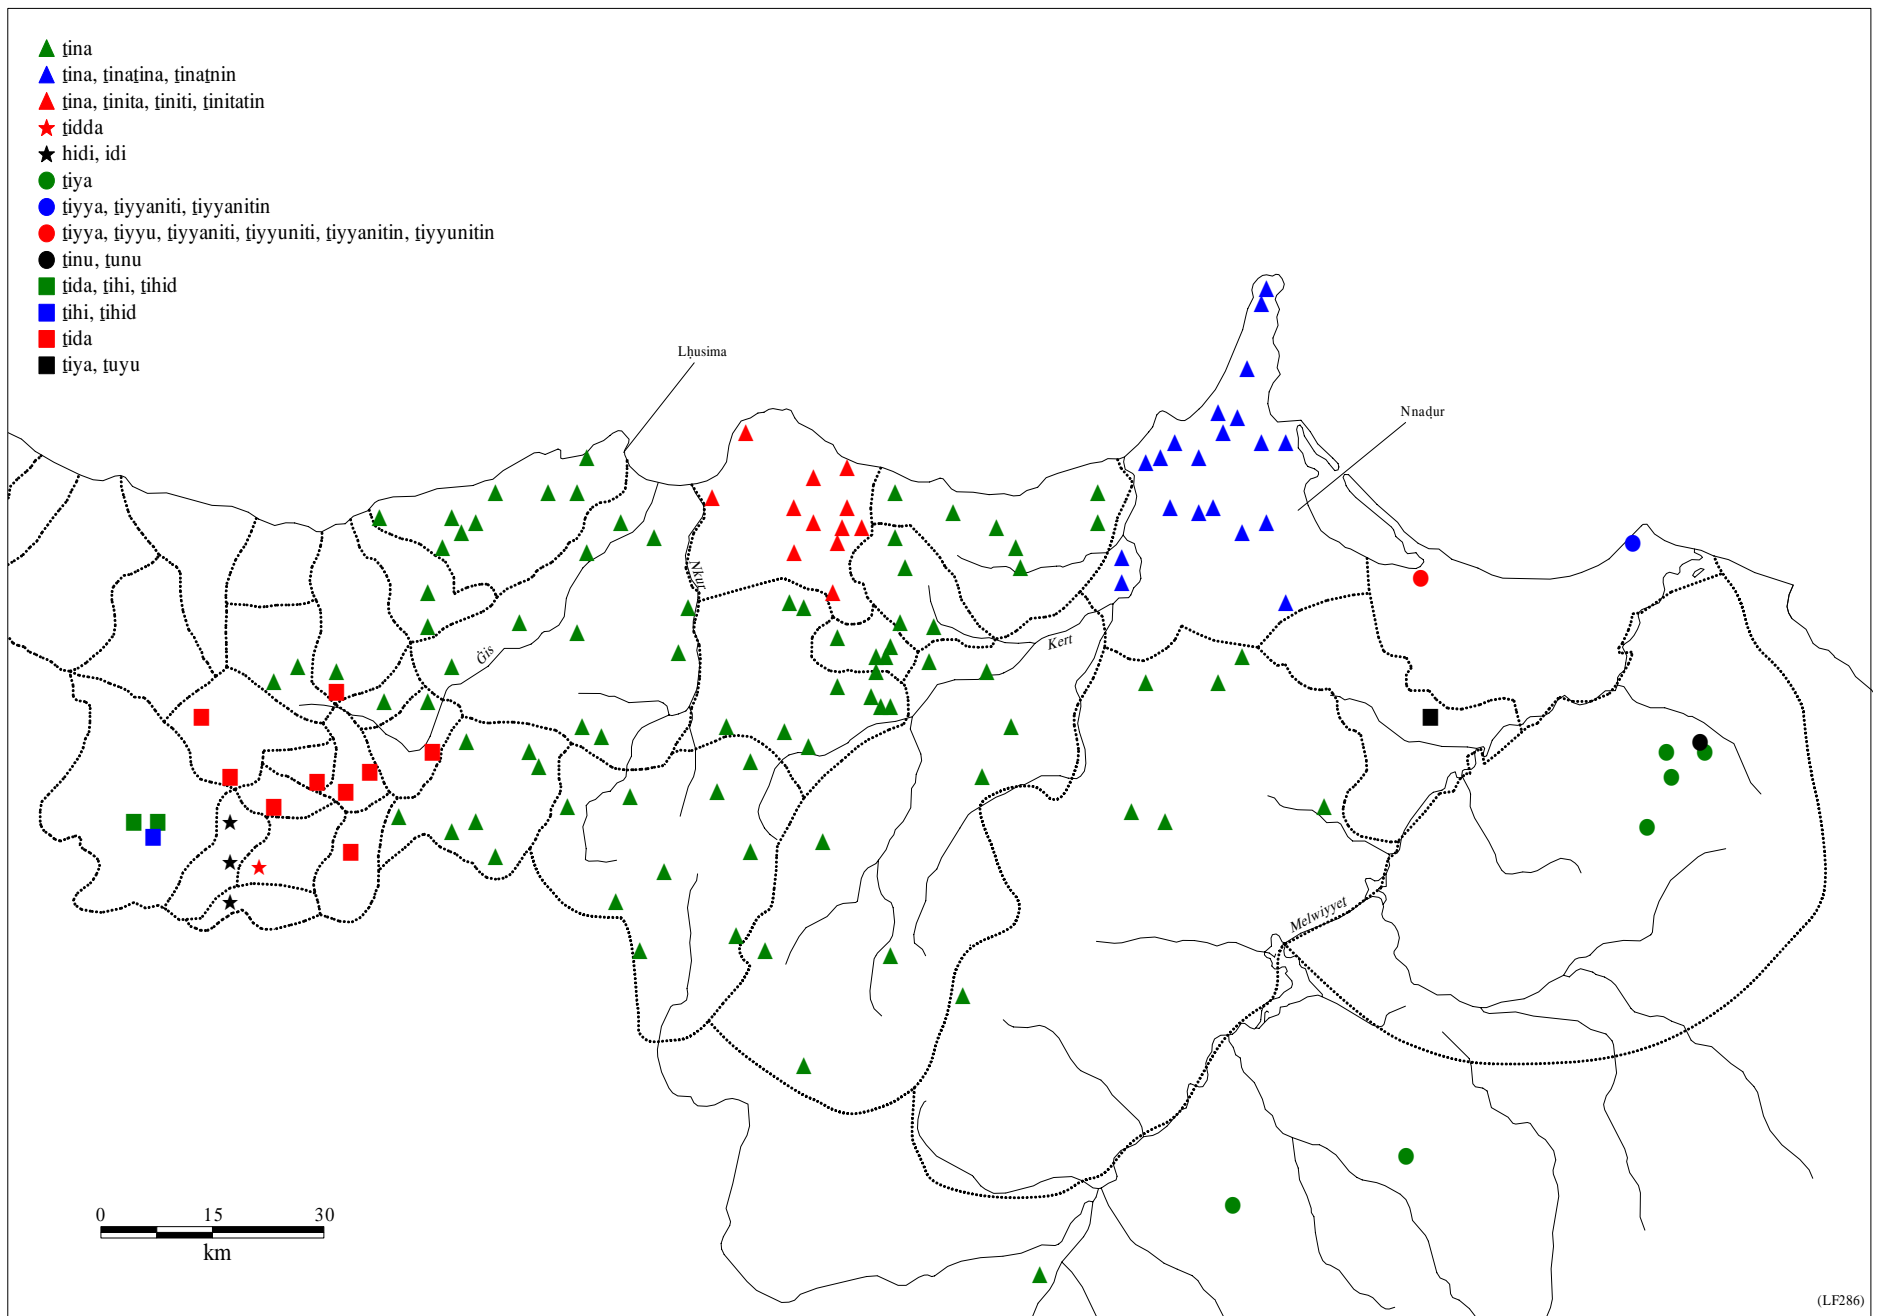 ṯina
ṯina, ṯinaṯina, ṯinaṯnin
ṯina, ṯinita, ṯiniti, ṯinitatin
ṯidda
hidi, idi
ṯiya
ṯiyya, ṯiyyaniti, ṯiyyanitin
ṯiyya, ṯiyyu, ṯiyyaniti, ṯiyyuniti, ṯiyyanitin, ṯiyyunitin
ṯinu, ṯunu
ṯida, ṯihi, ṯihid
ṯihi, ṯihid
ṯida
ṯiya, ṯuyu
Lḥusima
Nnaḍur
Nkur
Kert
Ġis
Melwiyyeṯ
0 15 30
km
(LF286)